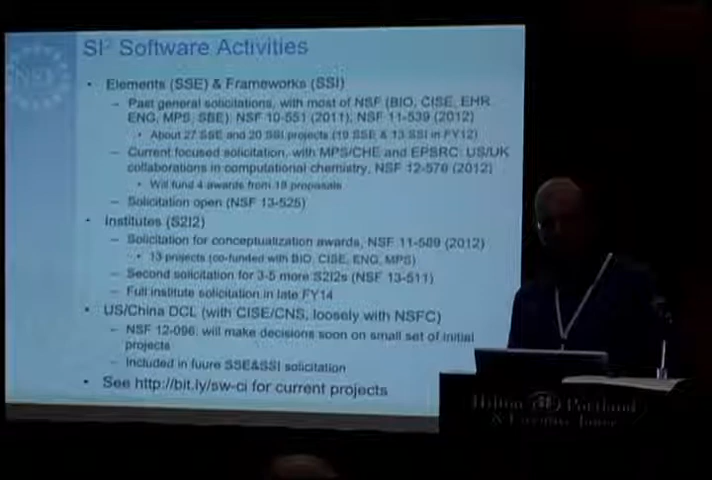 NSF
SI² Software Activities
• Elements (SSE) & Frameworks (SSI)
– Past general solicitations, with most of NSF (BIO, CISE, EHR,
ENG, MPS, SBE): NSF 10-551 (2011), NSF 11-539 (2012)
• About 27 SSE and 20 SSI projects (19 SSE & 13 SSI in FY12)
– Current focused solicitation, with MPS/CHE and EPSRC: US/UK
collaborations in computational chemistry, NSF 12-576 (2012)
• Will fund 4 awards from 18 proposals
– Solicitation open (NSF 13-525)
• Institutes (S2I2)
– Solicitation for conceptualization awards, NSF 11-589 (2012)
• 13 projects (co-funded with BIO, CISE, ENG, MPS)
– Second solicitation for 3-5 more S2I2s (NSF 13-511)
– Full institute solicitation in late FY14
• US/China DCL (with CISE/CNS, loosely with NSFC)
– NSF 12-096, will make decisions soon on small set of initial
projects
– Included in fuure SSE&SSI solicitation
• See http://bit.ly/sw-ci for current projects
Hilton Portland
& Executive Tower